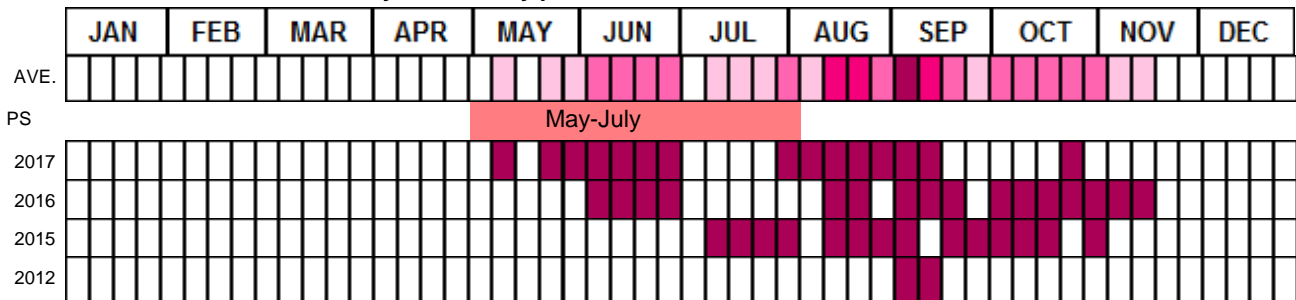 JAN FEB MAR APR MAY JUN JUL AUG SEP OCT NOV DEC
AVE.
PS May-July
2017
2016
2015
2012